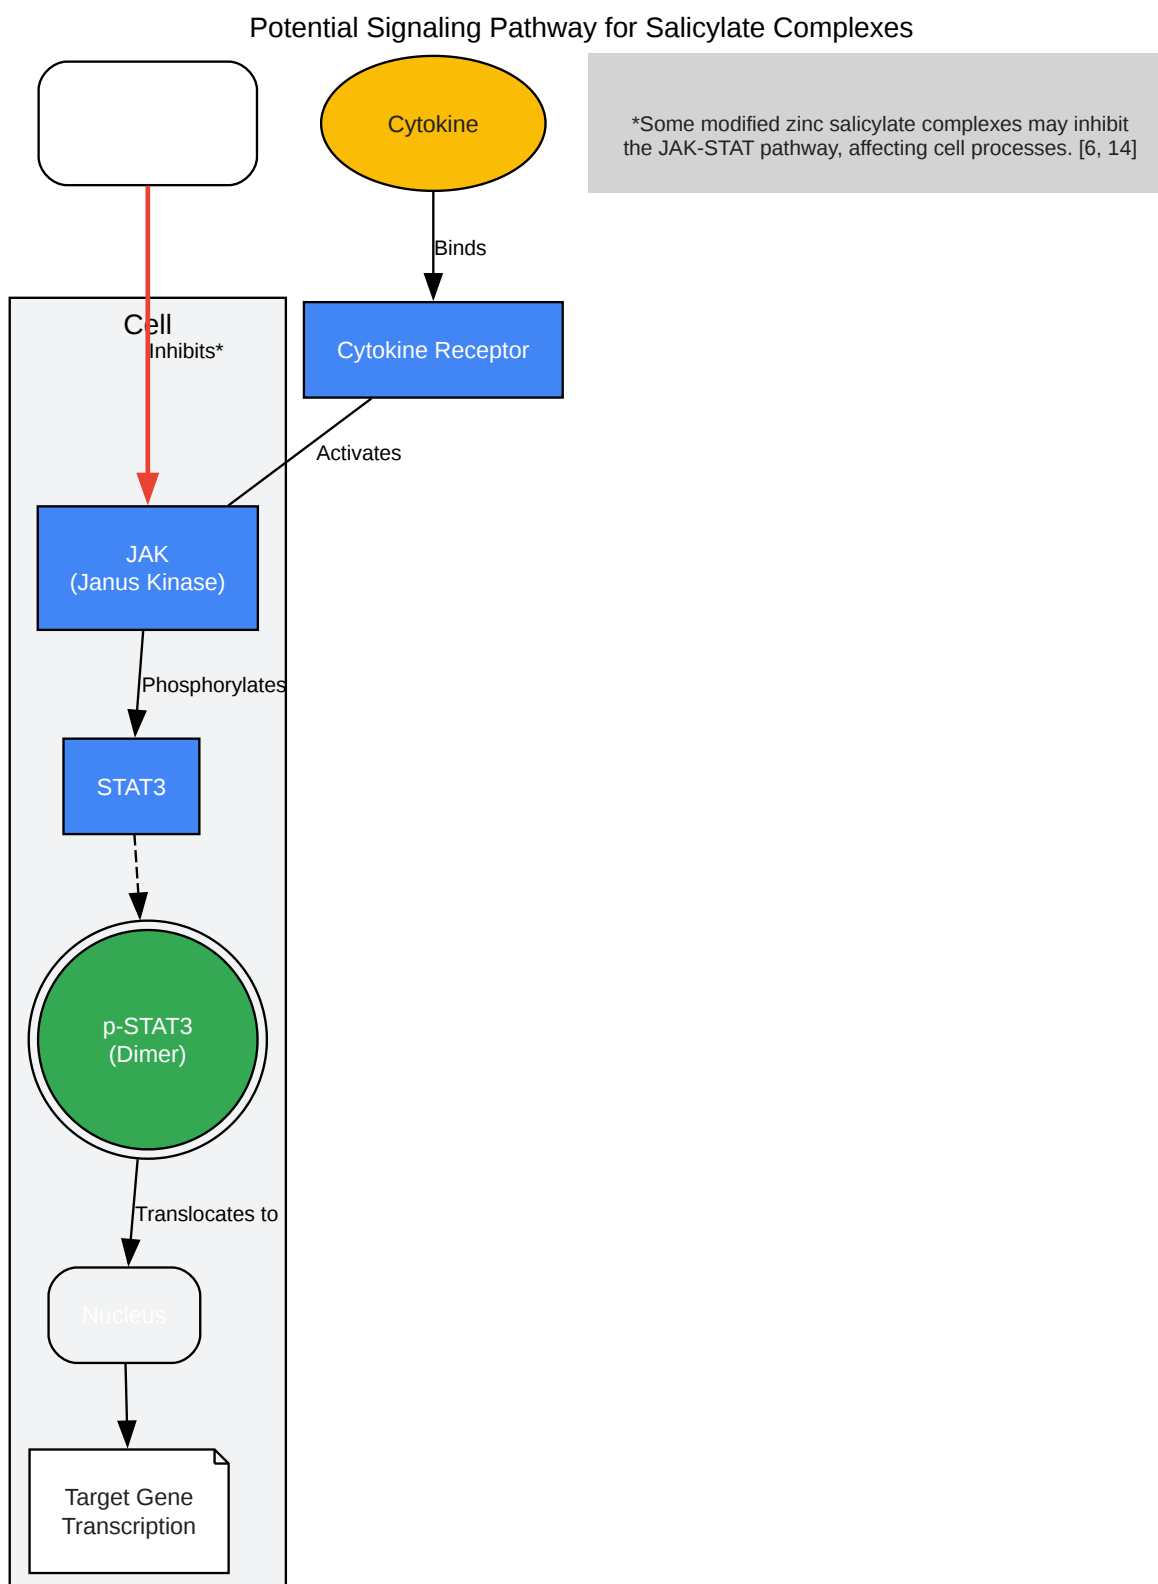 Potential Signaling Pathway for Salicylate Complexes
Cytokine
*Some modified zinc salicylate complexes may inhibit
the JAK-STAT pathway, affecting cell processes. [6, 14]
Binds
Cell
Inhibits*
Cytokine Receptor
Activates
JAK
(Janus Kinase)
Phosphorylates
STAT3
p-STAT3
(Dimer)
Translocates to
Nucleus
Target Gene
Transcription